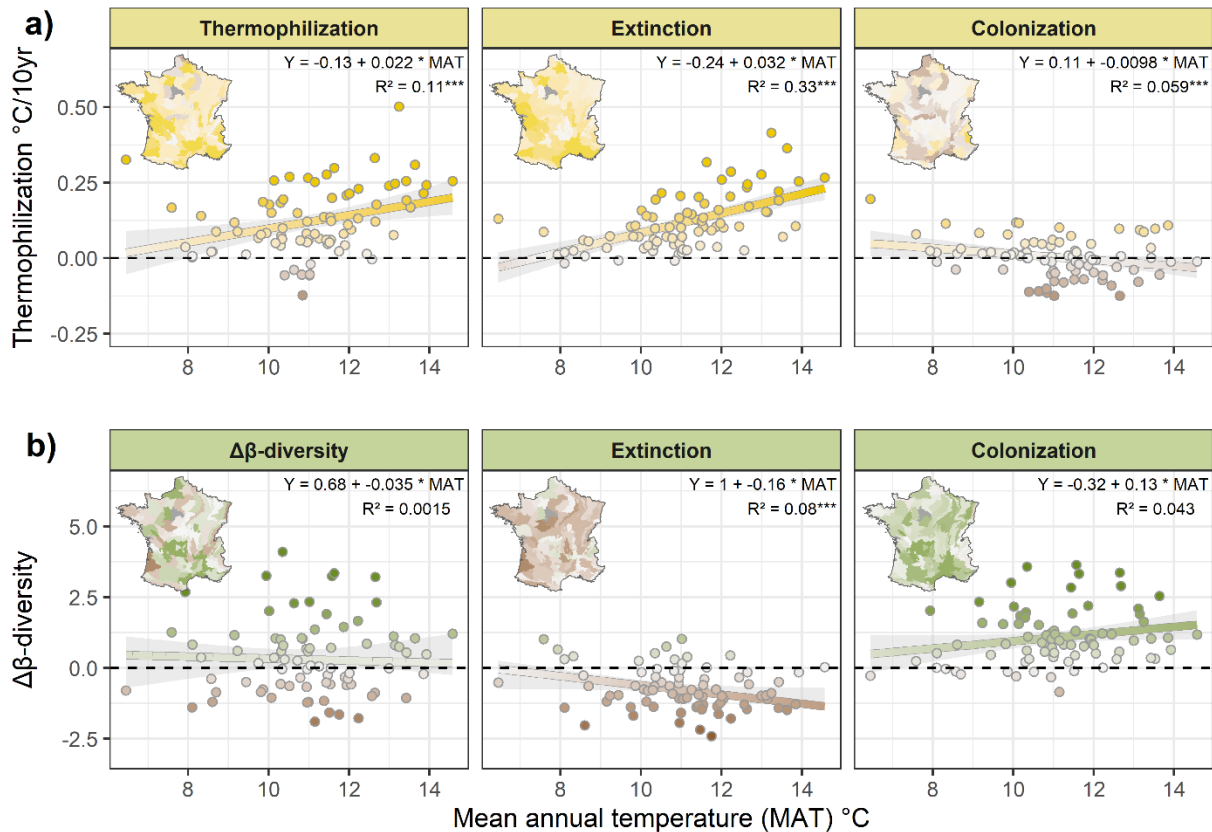 a)
Thermophilization
Extinction
Colonization
Y = -0.13 + 0.022 * MAT
R² = 0.11***
Y = -0.24 + 0.032 * MAT
R² = 0.33***
Y = 0.11 + -0.0098 * MAT
R² = 0.059***
Thermophilization °C/10yr
0.50
0.25
0.00
-0.25
8 10 12 14
8 10 12 14
8 10 12 14
b)
Δβ-diversity
Extinction
Colonization
Y = 0.68 + -0.035 * MAT
R² = 0.0015
Y = 1 + -0.16 * MAT
R² = 0.08***
Y = -0.32 + 0.13 * MAT
R² = 0.043
Δβ-diversity
5.0
2.5
0.0
-2.5
8 10 12 14
8 10 12 14
8 10 12 14
Mean annual temperature (MAT) °C